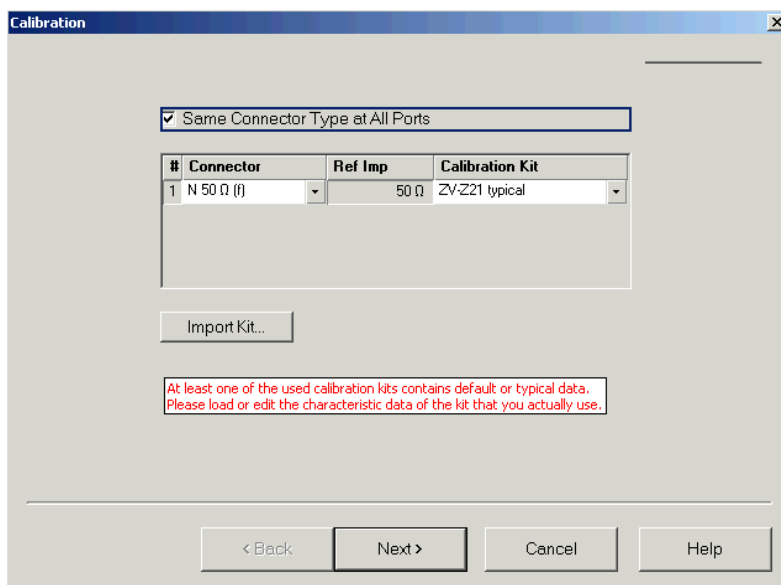 Calibration
Same Connector Type at All Ports
# Connector Ref Imp Calibration Kit
1 N 50 Ω (f) 50 Ω ZV-Z21 typical
Import Kit...
At least one of the used calibration kits contains default or typical data.
Please load or edit the characteristic data of the kit that you actually use.
< Back Next > Cancel Help